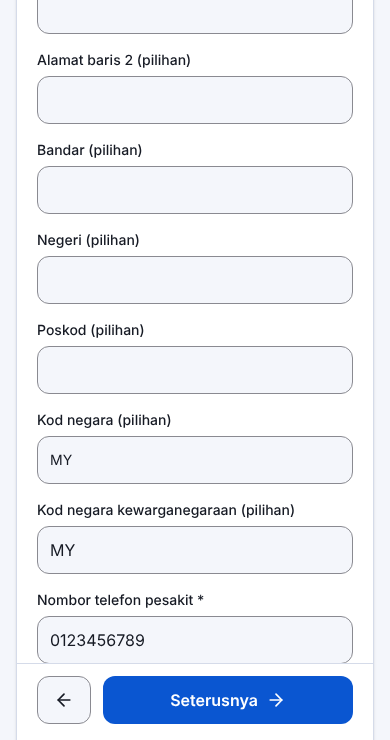 Alamat baris 2 (pilihan)
Bandar (pilihan)
Negeri (pilihan)
Poskod (pilihan)
Kod negara (pilihan)
MY
Kod negara kewarganegaraan (pilihan)
MY
Nombor telefon pesakit *
0123456789
Seterusnya